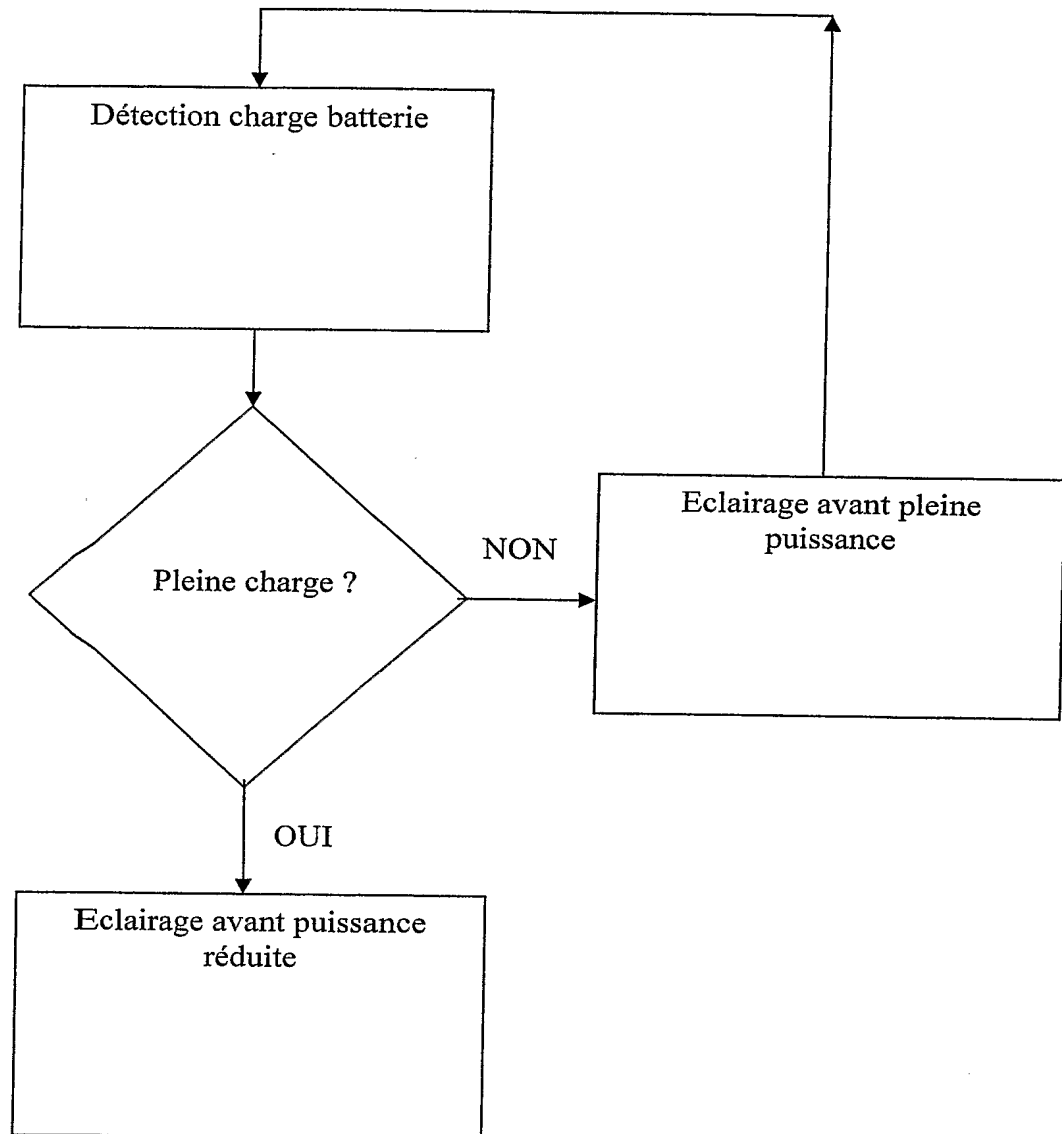 Détection charge batterie
Pleine charge ?
NON
Eclairage avant pleine
puissance
OUI
Eclairage avant puissance
réduite